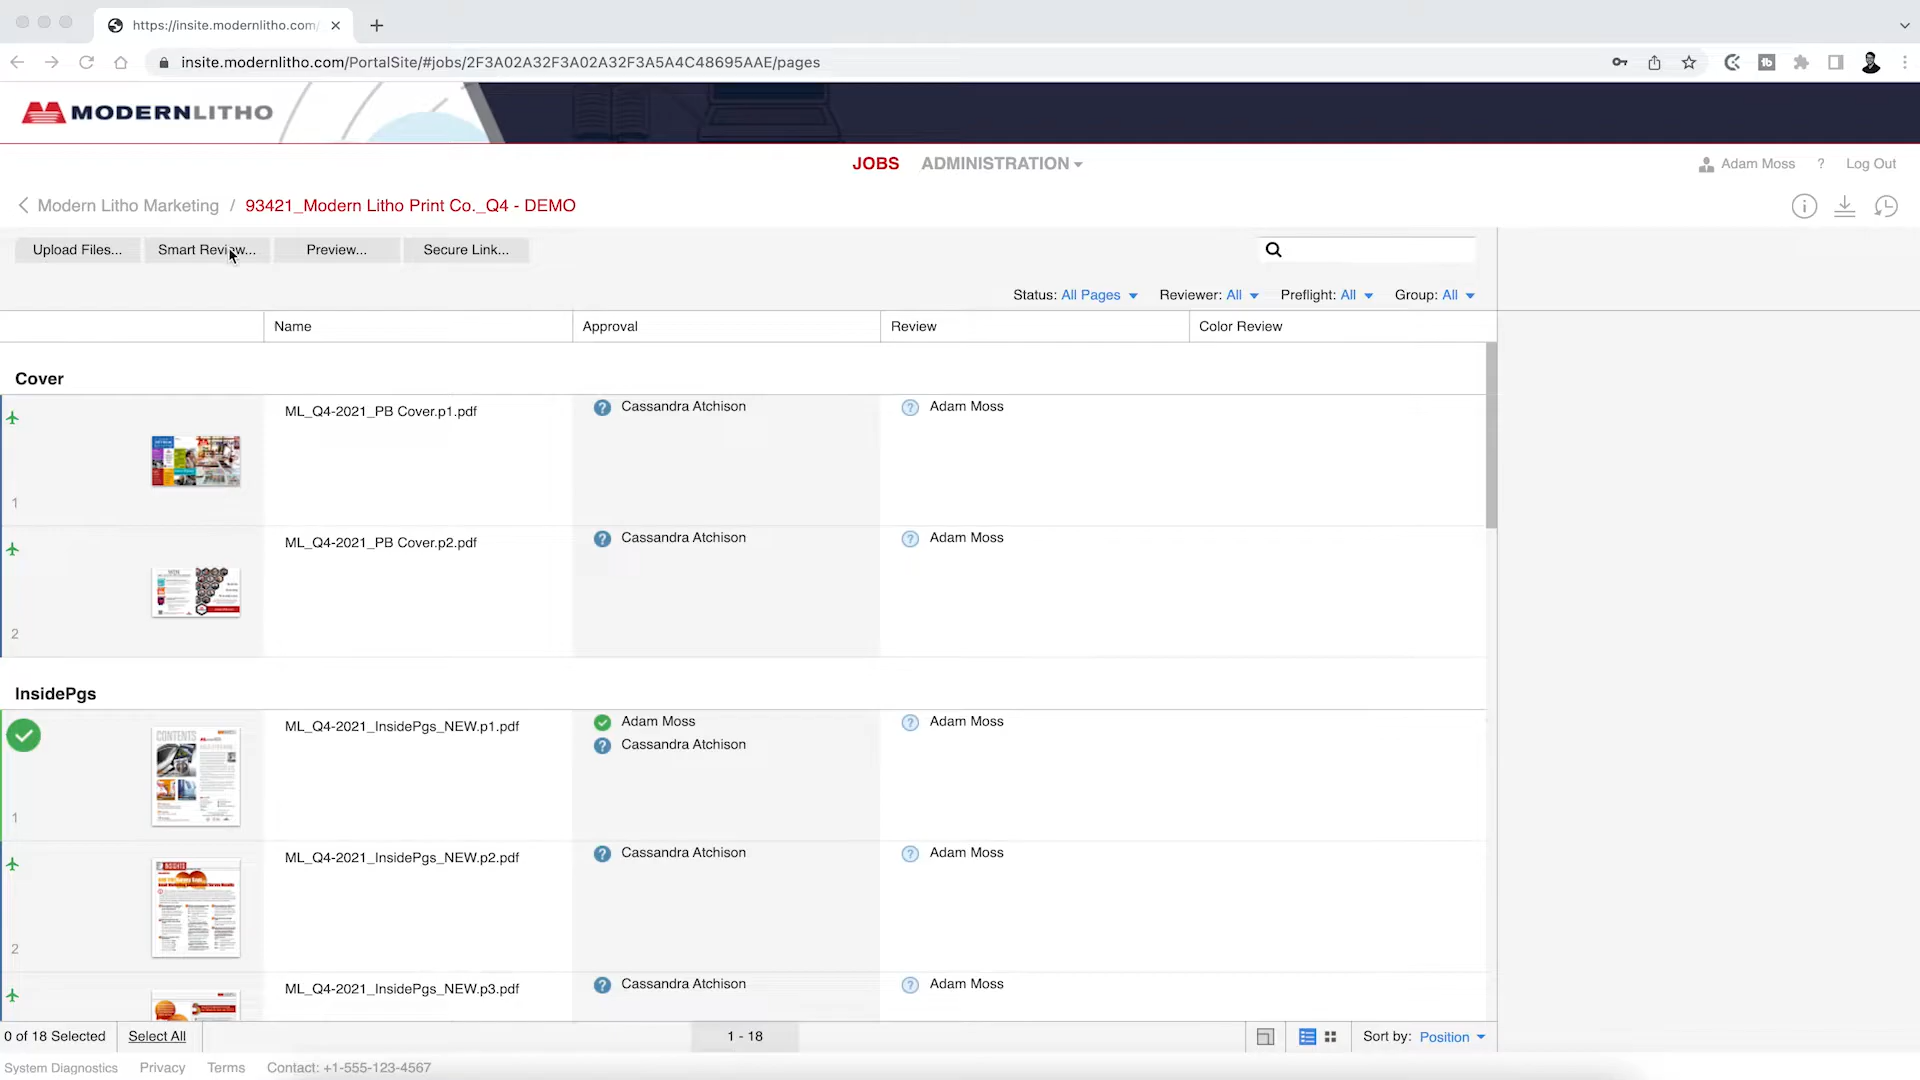 https://insite.modernlitho.com/
insite.modernlitho.com/PortalSite/#jobs/2F3A02A32F3A02A32F3A5A4C48695AAE/pages
MODERNLITHO
JOBS ADMINISTRATION
Adam Moss ? Log Out
Modern Litho Marketing / 93421_Modern Litho Print Co._Q4 - DEMO
Upload Files... Smart Review... Preview... Secure Link...
Status: All Pages Reviewer: All Preflight: All Group: All
Name Approval Review Color Review
Cover
ML_Q4-2021_PB Cover.p1.pdf ? Cassandra Atchison ? Adam Moss
1
ML_Q4-2021_PB Cover.p2.pdf ? Cassandra Atchison ? Adam Moss
2
InsidePgs
ML_Q4-2021_InsidePgs_NEW.p1.pdf Adam Moss ? Adam Moss
? Cassandra Atchison
CONTENTS
1
ML_Q4-2021_InsidePgs_NEW.p2.pdf ? Cassandra Atchison ? Adam Moss
INSIGHTS
2
ML_Q4-2021_InsidePgs_NEW.p3.pdf ? Cassandra Atchison ? Adam Moss
0 of 18 Selected Select All 1 - 18 Sort by: Position
System Diagnostics Privacy Terms Contact: +1-555-123-4567